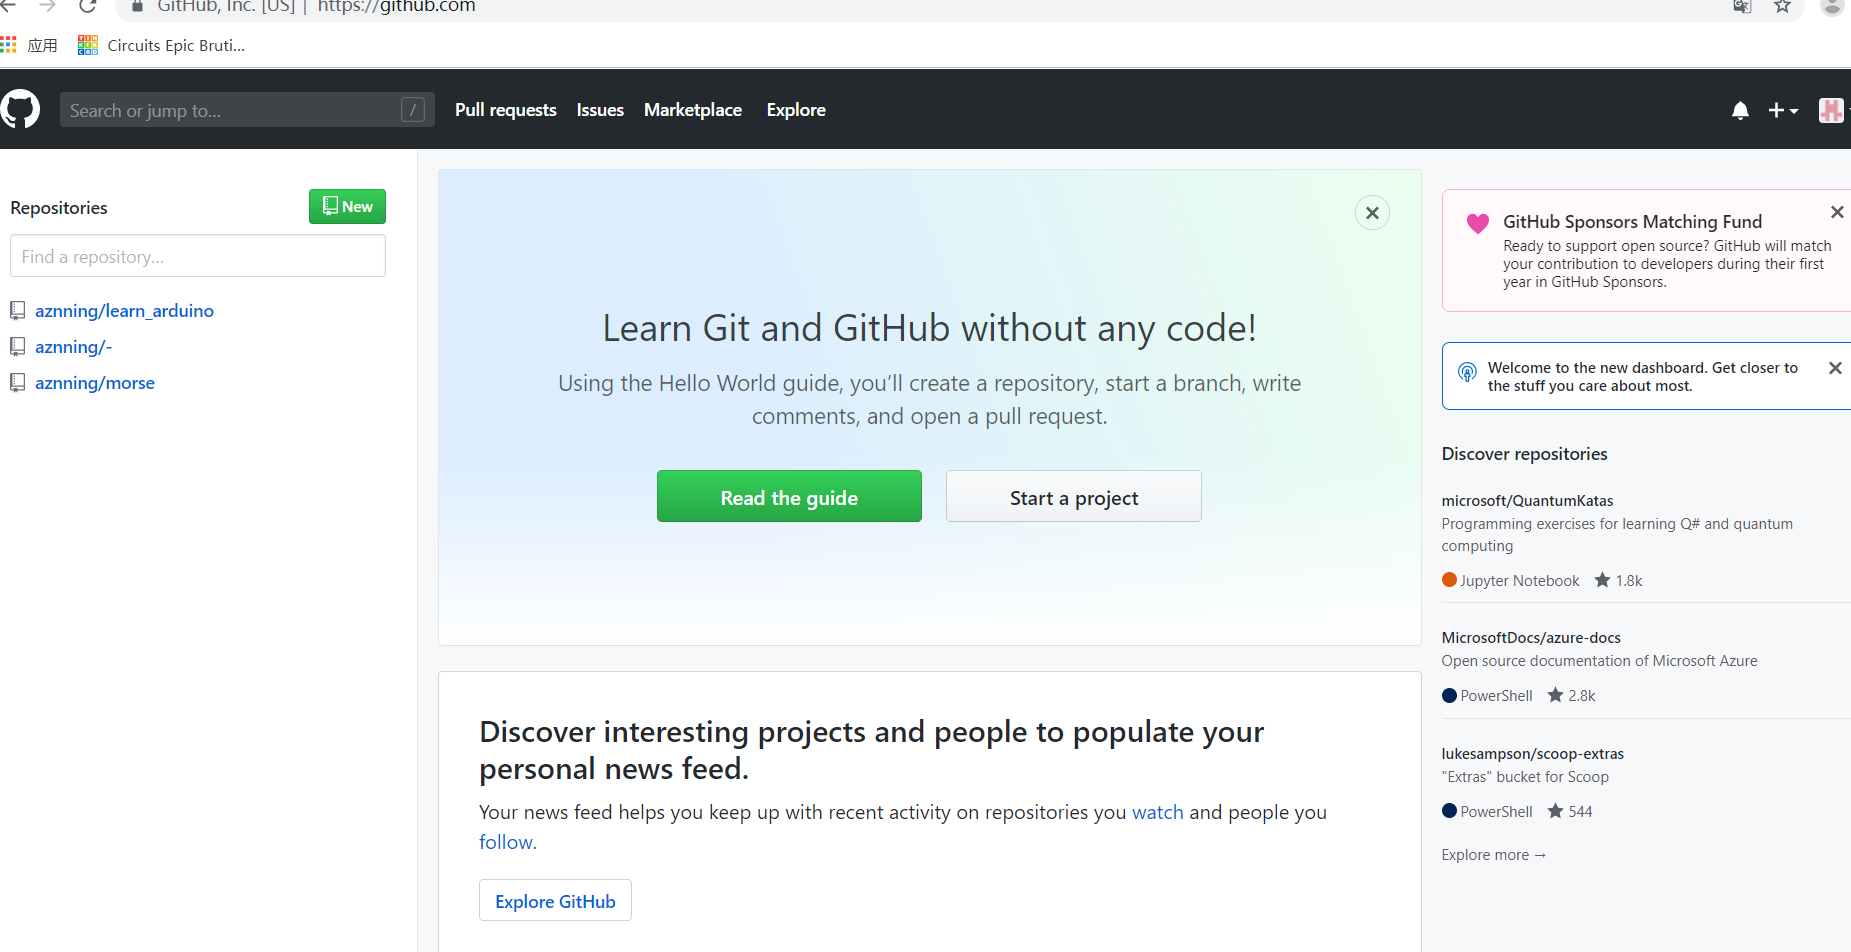 GitHub, Inc. [US] | https://github.com
应用
Circuits Epic Bruti...
Search or jump to...
/
Pull requests
Issues
Marketplace
Explore
Repositories
New
Find a repository...
aznning/learn_arduino
aznning/-
aznning/morse
Learn Git and GitHub without any code!
Using the Hello World guide, you’ll create a repository, start a branch, write
comments, and open a pull request.
Read the guide
Start a project
Discover interesting projects and people to populate your
personal news feed.
Your news feed helps you keep up with recent activity on repositories you watch and people you
follow.
Explore GitHub
GitHub Sponsors Matching Fund
Ready to support open source? GitHub will match
your contribution to developers during their first
year in GitHub Sponsors.
Welcome to the new dashboard. Get closer to
the stuff you care about most.
Discover repositories
microsoft/QuantumKatas
Programming exercises for learning Q# and quantum
computing
Jupyter Notebook ★ 1.8k
MicrosoftDocs/azure-docs
Open source documentation of Microsoft Azure
PowerShell ★ 2.8k
lukesampson/scoop-extras
"Extras" bucket for Scoop
PowerShell ★ 544
Explore more →